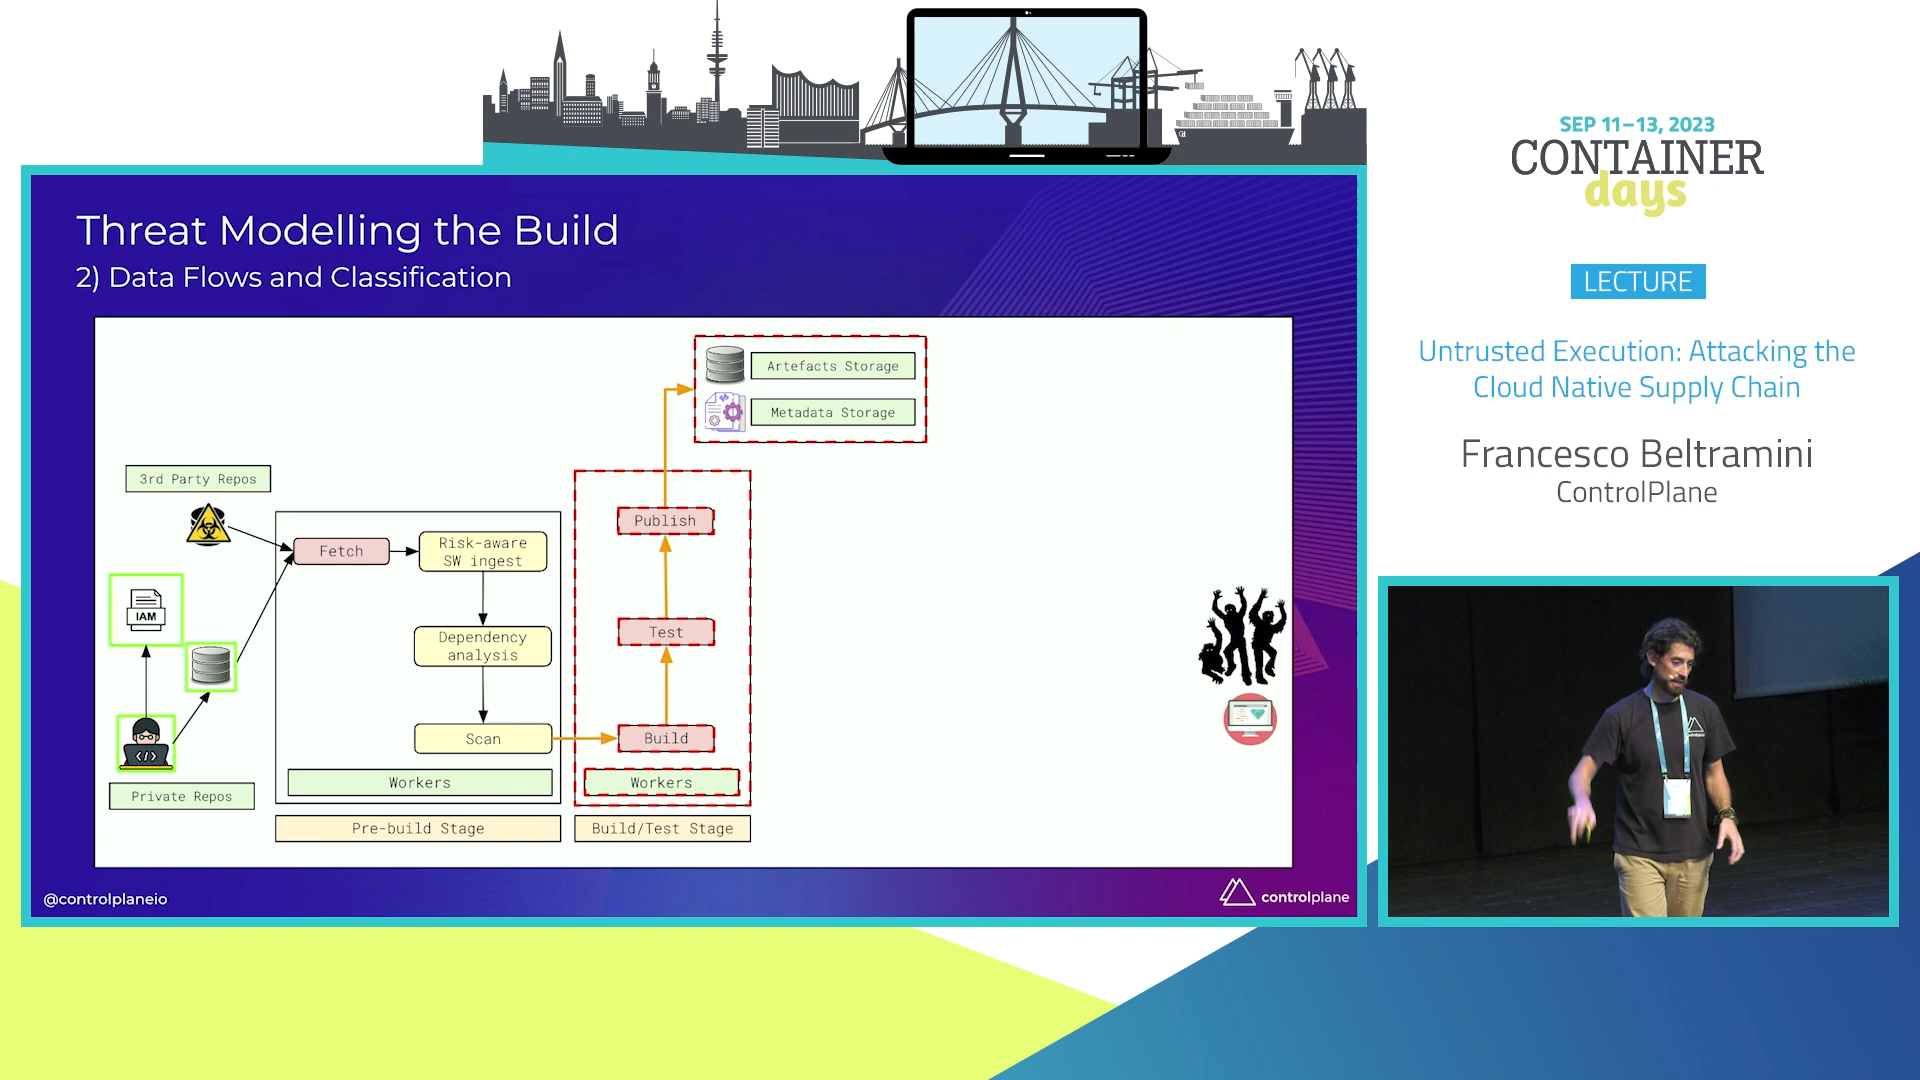 SEP 11–13, 2023
CONTAINER
days
LECTURE
Untrusted Execution: Attacking the
Cloud Native Supply Chain
Francesco Beltramini
ControlPlane
Threat Modelling the Build
2) Data Flows and Classification
Artefacts Storage
Metadata Storage
3rd Party Repos
Fetch
Risk-aware
SW ingest
Dependency
analysis
Scan
Workers
Pre-build Stage
IAM
</>
Private Repos
Publish
Test
Build
Workers
Build/Test Stage
@controlplaneio
controlplane